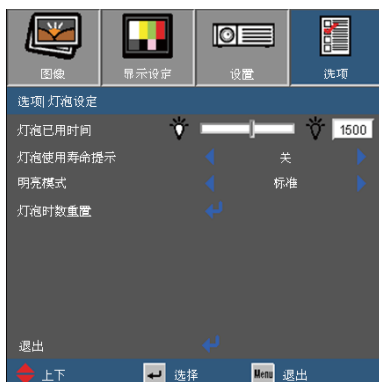 图像 显示设定 设置 选项
选项|灯泡设定
灯泡已用时间 1500
灯泡使用寿命提示 关
明亮模式 标准
灯泡时数重置
退出
上下 选择 Menu 退出